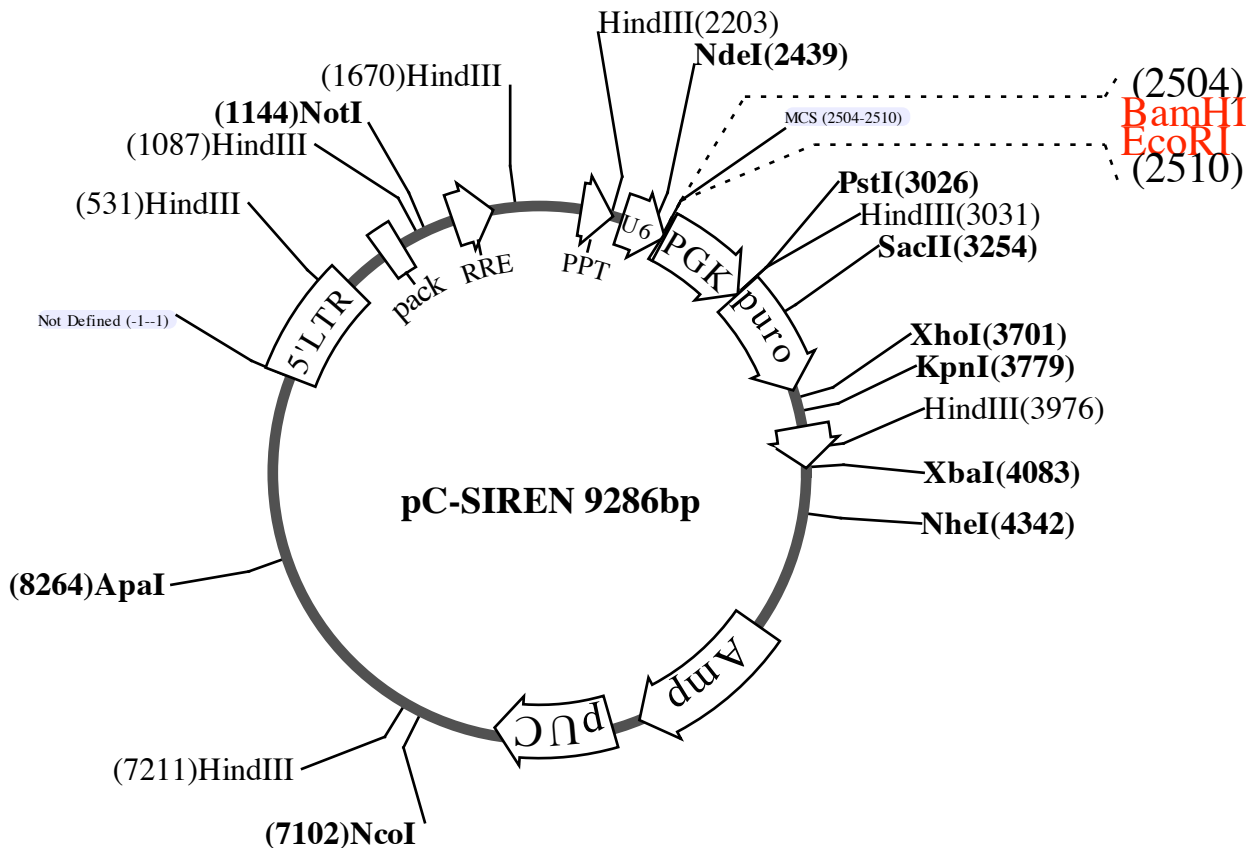 HindIII(2203)
NdeI(2439)
(1670)HindIII
(2504)
BamHI
EcoRI
(2510)
(1144)NotI
MCS (2504-2510)
(1087)HindIII
PstI(3026)
(531)HindIII
HindIII(3031)
SacII(3254)
U6
PGK
RRE
PPT
pack
puro
Not Defined (-1--1)
5'LTR
XhoI(3701)
KpnI(3779)
HindIII(3976)
XbaI(4083)
pC-SIREN 9286bp
NheI(4342)
(8264)ApaI
Amp
pUC
(7211)HindIII
(7102)NcoI